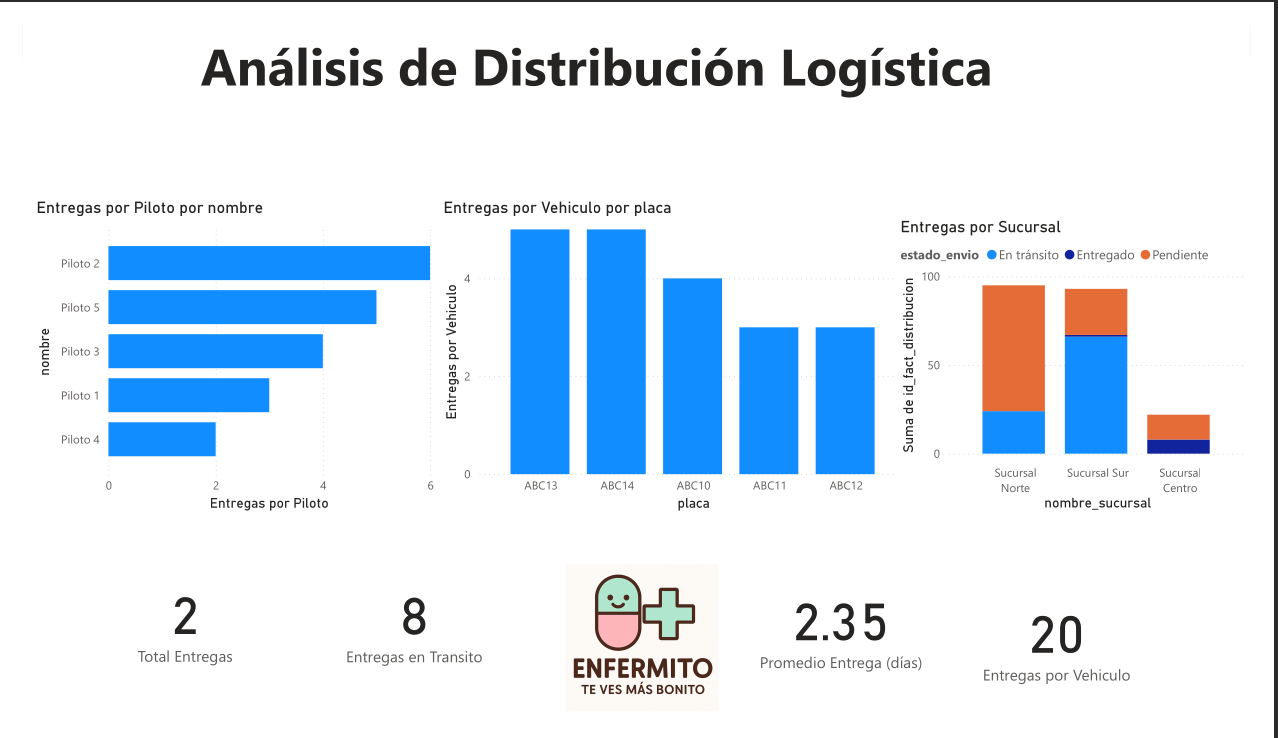 Análisis de Distribución Logística
Entregas por Piloto por nombre
nombre
Piloto 2
Piloto 5
Piloto 3
Piloto 1
Piloto 4
0 2 4 6
Entregas por Piloto
Entregas por Vehiculo por placa
Entregas por Vehiculo
4
2
0
ABC13 ABC14 ABC10 ABC11 ABC12
placa
Entregas por Sucursal
estado_envio En tránsito Entregado Pendiente
Suma de id_fact_distribucion
100
50
0
Sucursal Norte
Sucursal Sur
Sucursal Centro
nombre_sucursal
2
Total Entregas
8
Entregas en Transito
ENFERMITO
TE VES MÁS BONITO
2.35
Promedio Entrega (días)
20
Entregas por Vehiculo